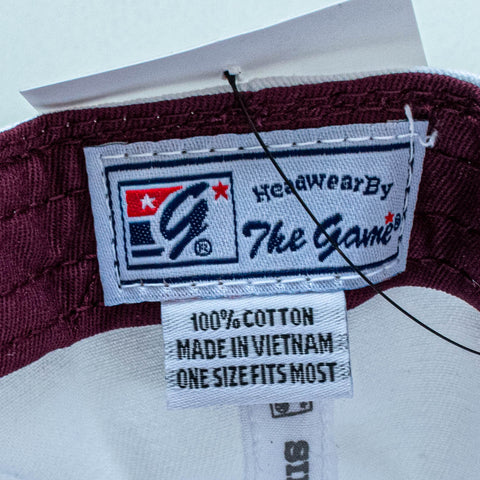 G®
HeadwearBy
The Game®
100% COTTON
MADE IN VIETNAM
ONE SIZE FITS MOST